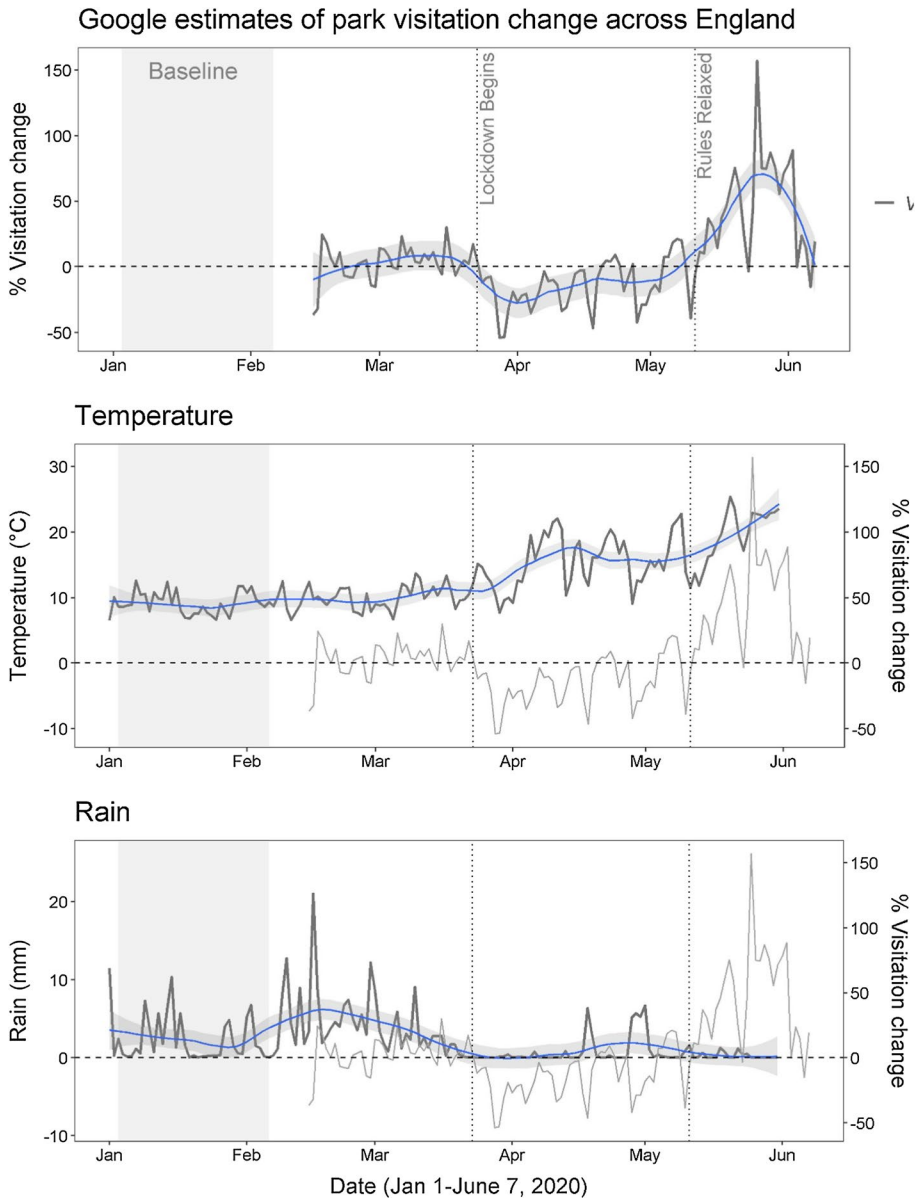 Google estimates of park visitation change across England
150
100
50
0
-50
% Visitation change
Baseline
Lockdown Begins
Rules Relaxed
Jan Feb Mar Apr May Jun
Temperature
30
20
10
0
-10
Temperature (°C)
150
100
50
0
-50
% Visitation change
Jan Feb Mar Apr May Jun
Rain
20
10
0
-10
Rain (mm)
150
100
50
0
-50
% Visitation change
Jan Feb Mar Apr May Jun
Date (Jan 1-June 7, 2020)